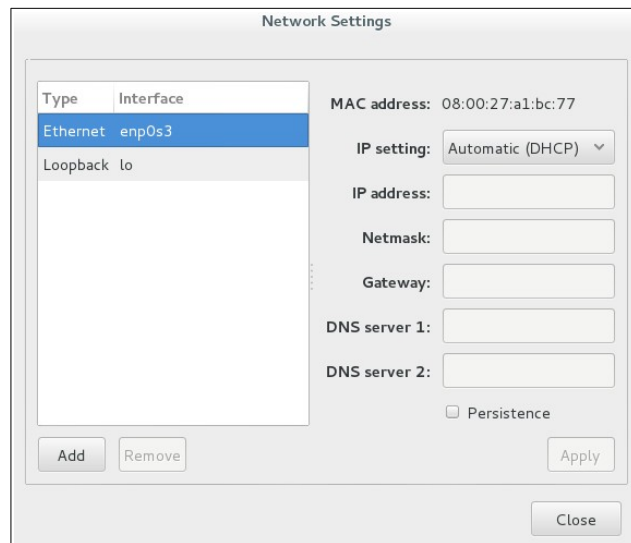 Network Settings
Type Interface
Ethernet enp0s3
Loopback lo
MAC address: 08:00:27:a1:bc:77
IP setting: Automatic (DHCP)
IP address:
Netmask:
Gateway:
DNS server 1:
DNS server 2:
Persistence
Add Remove
Apply
Close